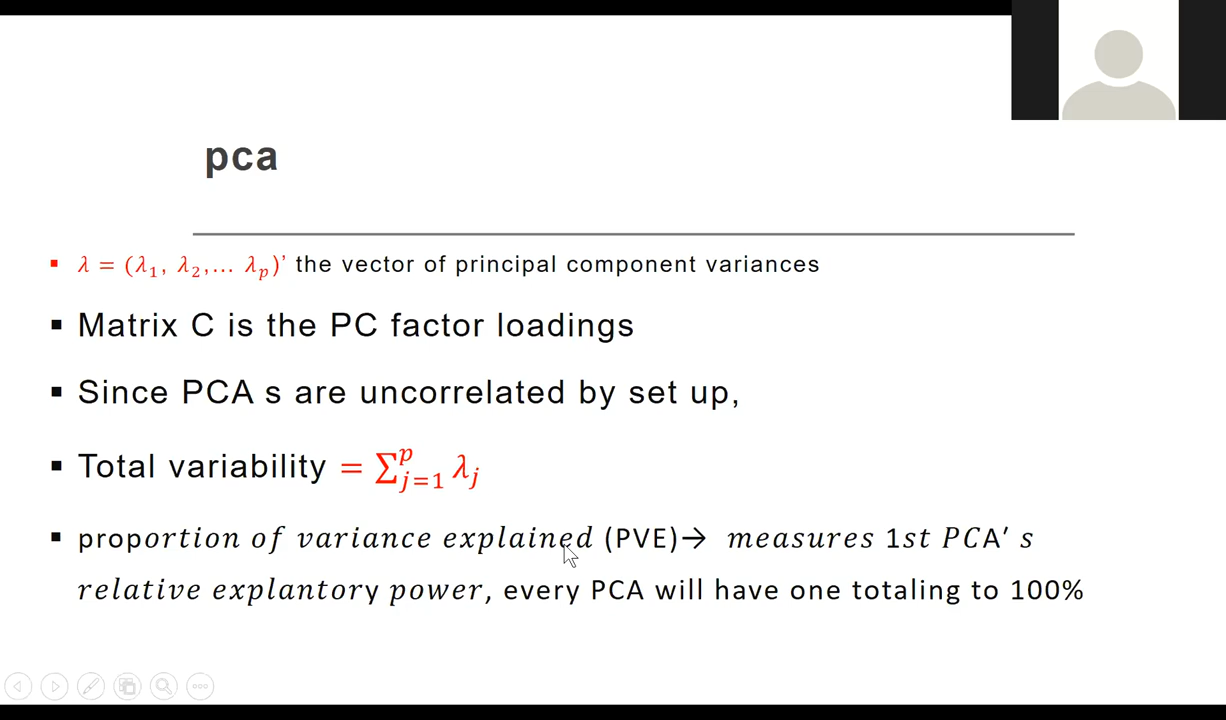 pca
▪ λ = (λ₁, λ₂,… λₚ)’ the vector of principal component variances
▪ Matrix C is the PC factor loadings
▪ Since PCA s are uncorrelated by set up,
▪ Total variability = ∑ᵖⱼ₌₁ λⱼ
▪ proportion of variance explained (PVE)→ measures 1st PCA′ s
relative explantory power, every PCA will have one totaling to 100%